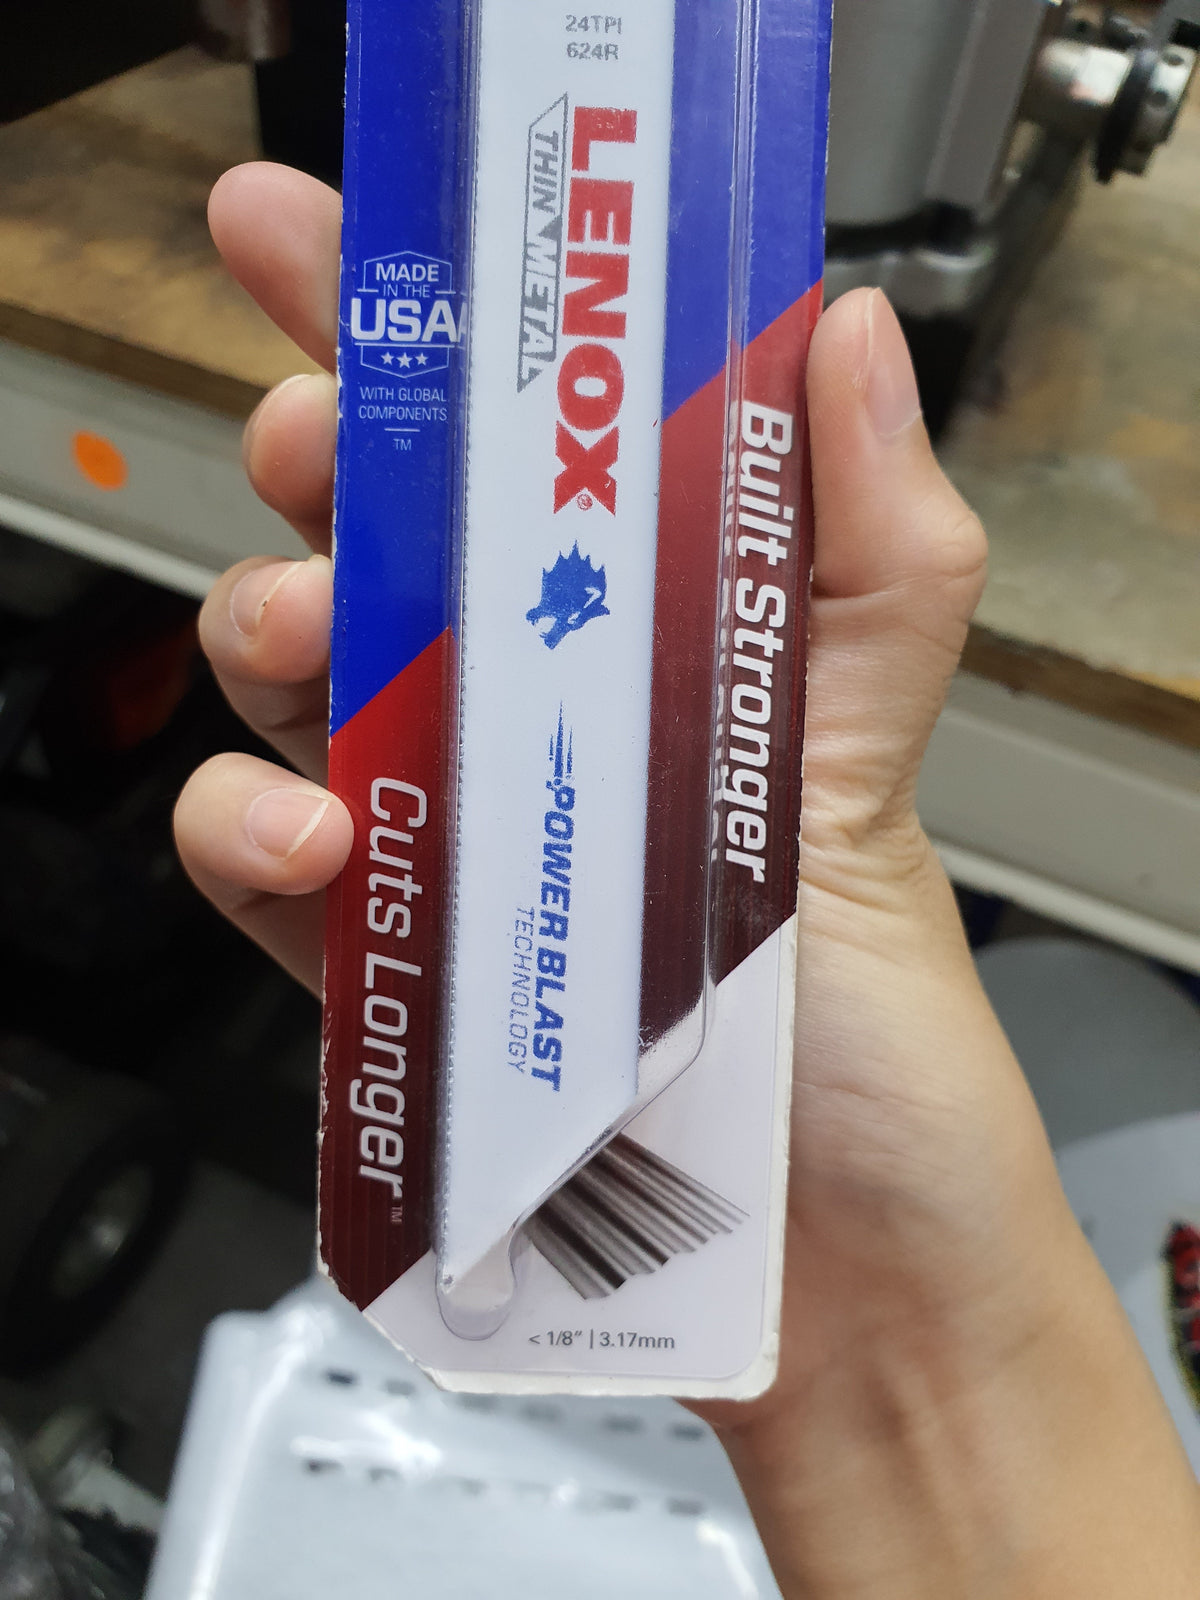 24TPI
624R
LENOX®
THIN METAL
MADE
IN THE
USA
WITH GLOBAL
COMPONENTS
TM
Built Stronger
POWER BLAST
TECHNOLOGY
Cuts Longer™
< 1/8" | 3.17mm